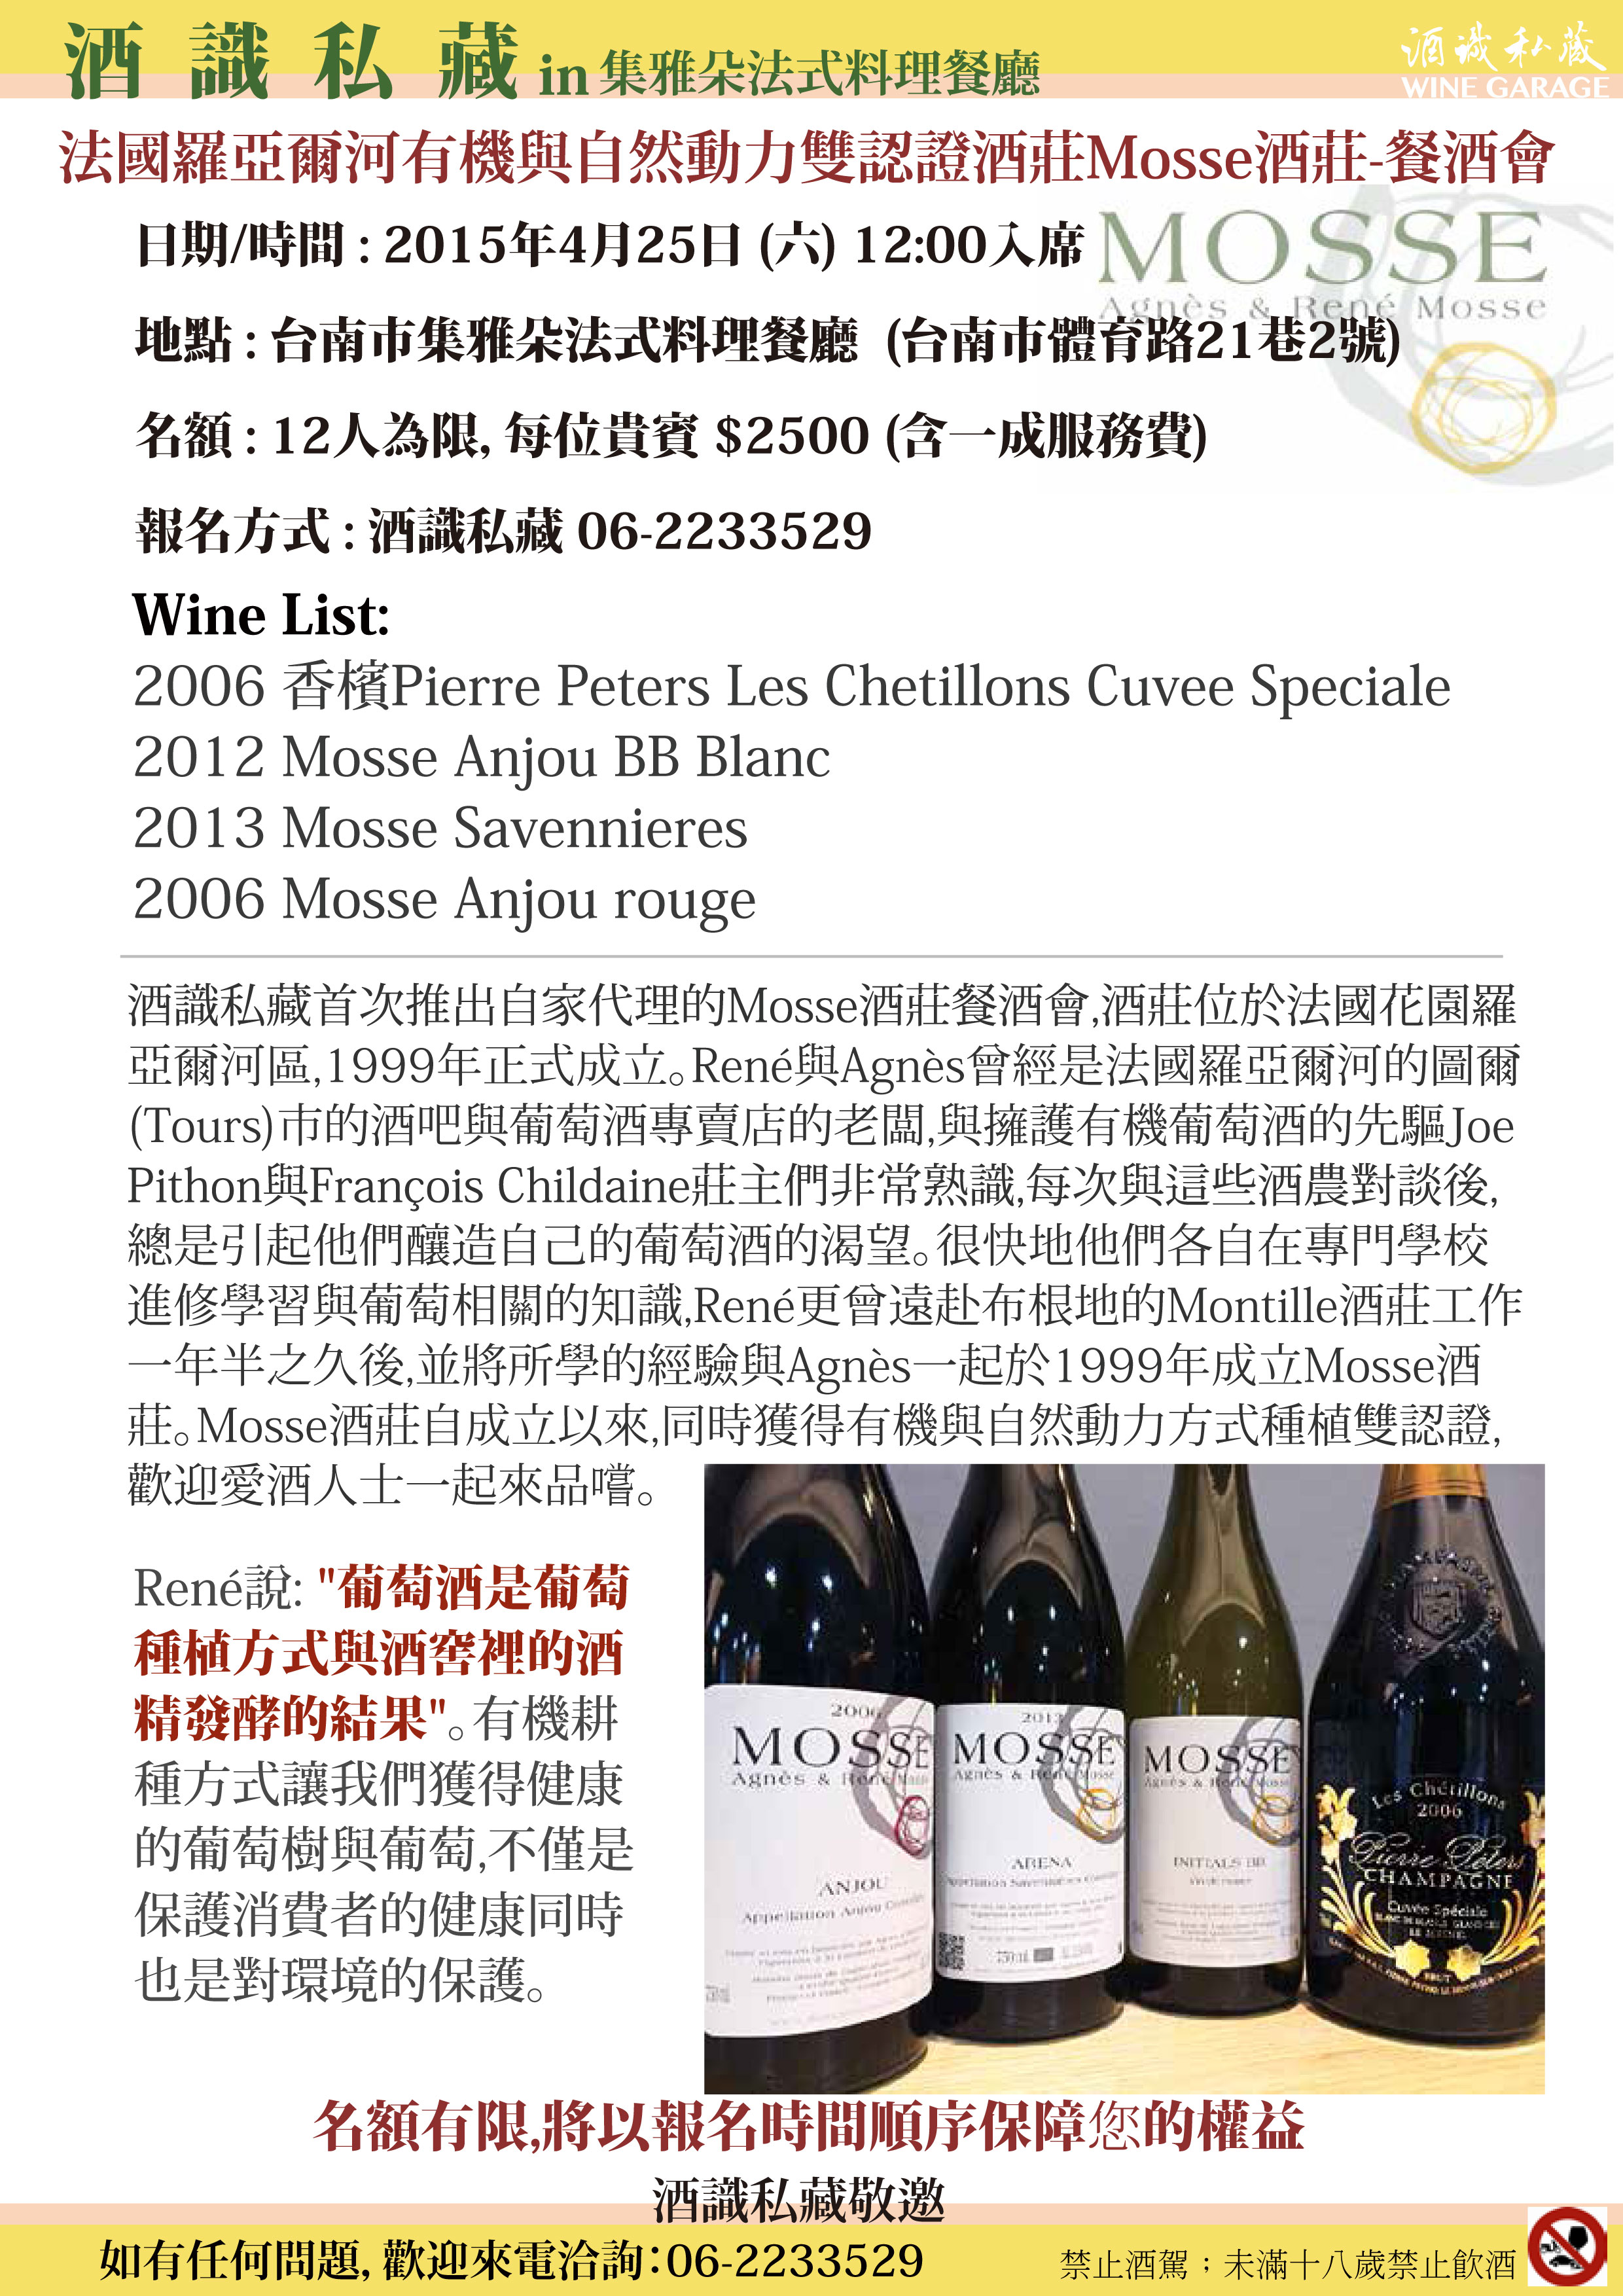 酒識私藏 in 集雅朵法式料理餐廳
酒識私藏
WINE GARAGE
法國羅亞爾河有機與自然動力雙認證酒莊Mosse酒莊-餐酒會
MOSSE
Agnès & René Mosse
日期/時間 : 2015年4月25日 (六) 12:00入席
地點 : 台南市集雅朵法式料理餐廳 (台南市體育路21巷2號)
名額 : 12人為限, 每位貴賓 $2500 (含一成服務費)
報名方式 : 酒識私藏 06-2233529
Wine List:
2006 香檳Pierre Peters Les Chetillons Cuvee Speciale
2012 Mosse Anjou BB Blanc
2013 Mosse Savennieres
2006 Mosse Anjou rouge
酒識私藏首次推出自家代理的Mosse酒莊餐酒會,酒莊位於法國花園羅
亞爾河區,1999年正式成立。René與Agnès曾經是法國羅亞爾河的圖爾
(Tours)市的酒吧與葡萄酒專賣店的老闆,與擁護有機葡萄酒的先驅Joe
Pithon與François Childaine莊主們非常熟識,每次與這些酒農對談後,
總是引起他們釀造自己的葡萄酒的渴望。很快地他們各自在專門學校
進修學習與葡萄相關的知識,René更曾遠赴布根地的Montille酒莊工作
一年半之久後,並將所學的經驗與Agnès一起於1999年成立Mosse酒
莊。Mosse酒莊自成立以來,同時獲得有機與自然動力方式種植雙認證,
歡迎愛酒人士一起來品嚐。
René說: "葡萄酒是葡萄
種植方式與酒窖裡的酒
精發酵的結果"。有機耕
種方式讓我們獲得健康
的葡萄樹與葡萄,不僅是
保護消費者的健康同時
也是對環境的保護。
2006
MOSSE
Agnès & René Mosse
ANJOU
Appellation Anjou
2013
MOSSE
Agnès & René Mosse
ARENA
750ml
MOSSE
Agnès & René Mosse
INITIALS BB
Les Chétillons
2006
Pierre Peters
CHAMPAGNE
Cuvée Spéciale
BRUT
名額有限,將以報名時間順序保障您的權益
酒識私藏敬邀
如有任何問題, 歡迎來電洽詢：06-2233529
禁止酒駕；未滿十八歲禁止飲酒